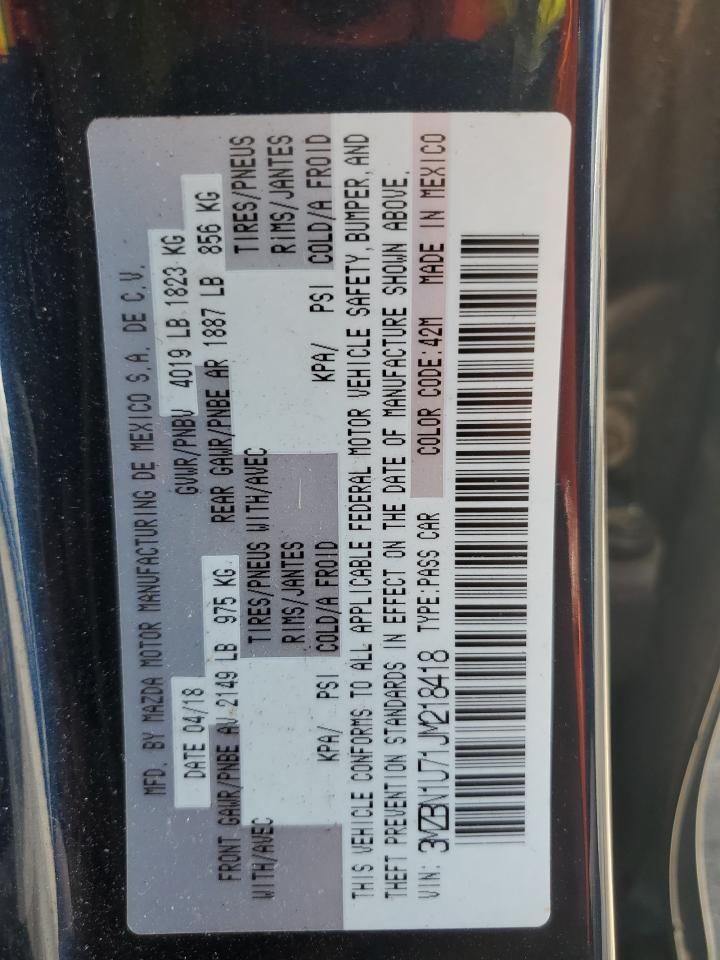 MFD. BY MAZDA MOTOR MANUFACTURING DE MEXICO S.A. DE C.V.
DATE 04/18 GVWR/PNBV 4019 LB 1823 KG
FRONT GAWR/PNBE AV 2149 LB 975 KG REAR GAWR/PNBE AR 1887 LB 856 KG
WITH/AVEC TIRES/PNEUS WITH/AVEC TIRES/PNEUS
RIMS/JANTES RIMS/JANTES
KPA/ PSI COLD/A FROID KPA/ PSI COLD/A FROID
THIS VEHICLE CONFORMS TO ALL APPLICABLE FEDERAL MOTOR VEHICLE SAFETY, BUMPER, AND
THEFT PREVENTION STANDARDS IN EFFECT ON THE DATE OF MANUFACTURE SHOWN ABOVE.
VIN: 3MZBN1U71JM218418 TYPE:PASS CAR COLOR CODE:42M MADE IN MEXICO